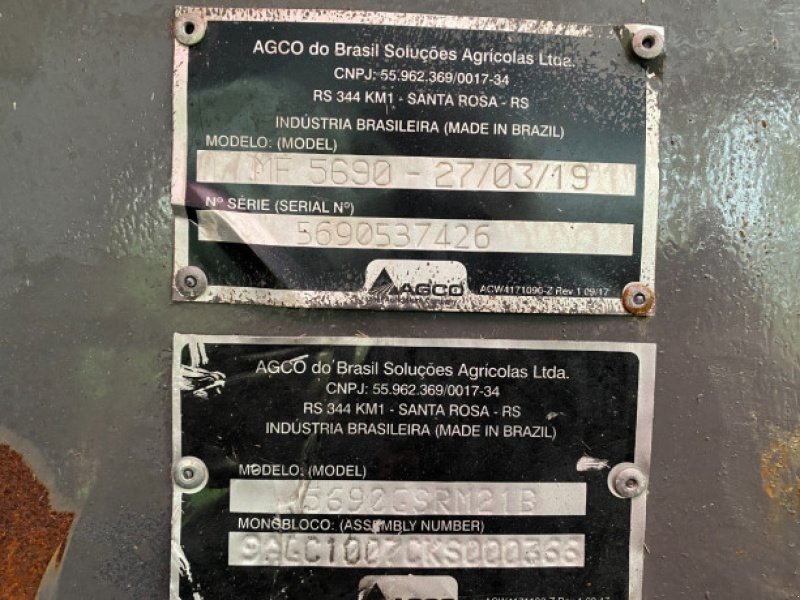 AGCO do Brasil Soluções Agrícolas Ltda.
CNPJ: 55.962.369/0017-34
RS 344 KM1 - SANTA ROSA - RS
INDÚSTRIA BRASILEIRA (MADE IN BRAZIL)
MODELO: (MODEL)
MF 5690 - 27/03/19
Nº SÉRIE (SERIAL Nº)
5690537426
AGCO
ACW4171090-Z Rev.1 09/17
AGCO do Brasil Soluções Agrícolas Ltda.
CNPJ: 55.962.369/0017-34
RS 344 KM1 - SANTA ROSA - RS
INDÚSTRIA BRASILEIRA (MADE IN BRAZIL)
MODELO: (MODEL)
MONOBLOCO: (ASSEMBLY NUMBER)
AGCO